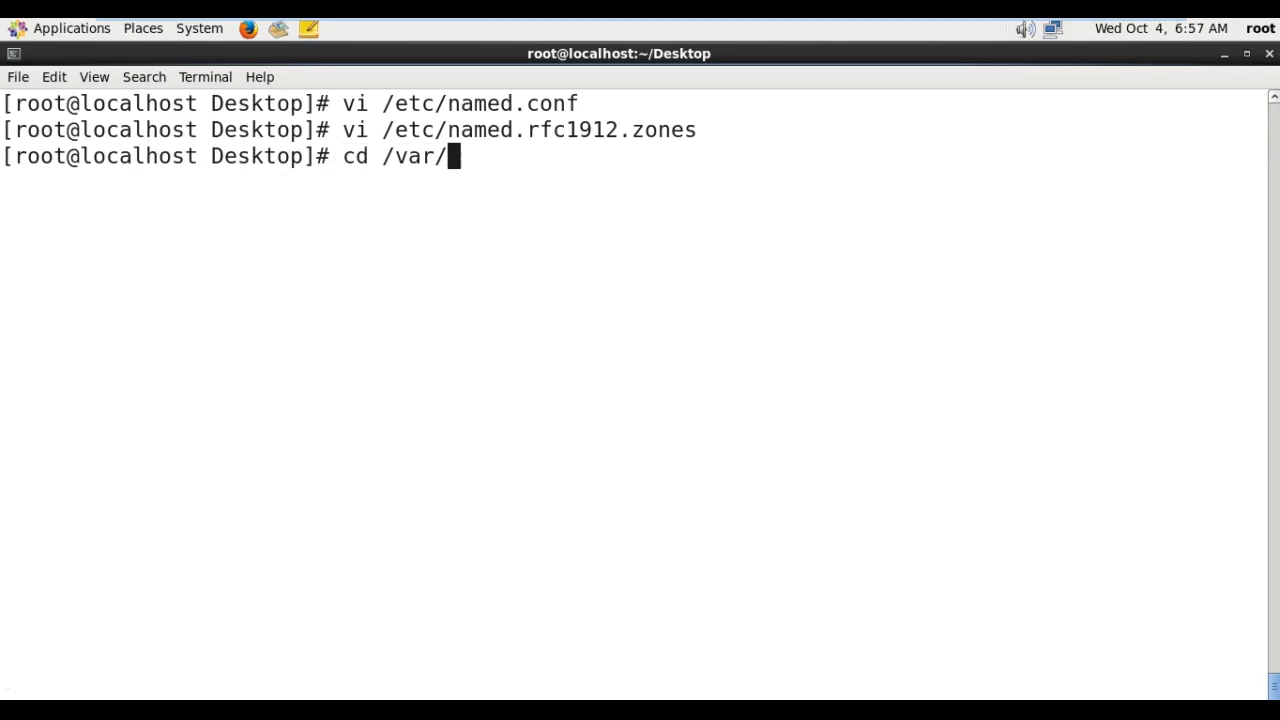 Applications Places System Wed Oct 4, 6:57 AM root
root@localhost:~/Desktop
File Edit View Search Terminal Help
[root@localhost Desktop]# vi /etc/named.conf
[root@localhost Desktop]# vi /etc/named.rfc1912.zones
[root@localhost Desktop]# cd /var/